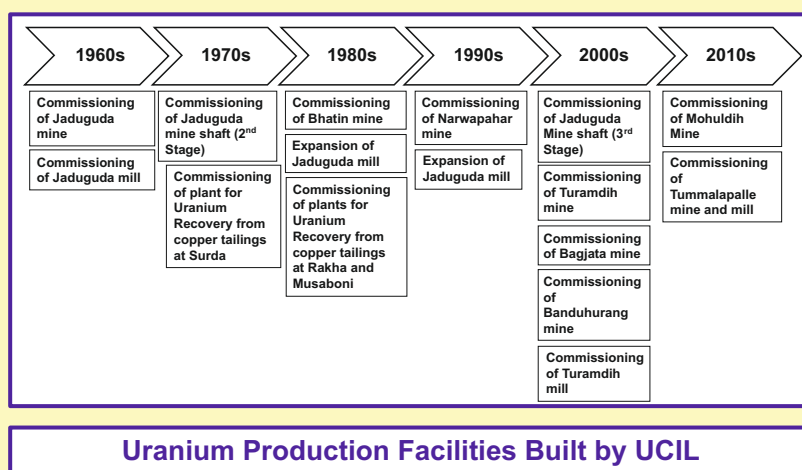 1960s
1970s
1980s
1990s
2000s
2010s
Commissioning
of Jaduguda
mine
Commissioning
of Jaduguda mill
Commissioning
of Jaduguda
mine shaft (2nd
Stage)
Commissioning
of plant for
Uranium
Recovery from
copper tailings
at Surda
Commissioning
of Bhatin mine
Expansion of
Jaduguda mill
Commissioning
of plants for
Uranium
Recovery from
copper tailings
at Rakha and
Musaboni
Commissioning
of Narwapahar
mine
Expansion of
Jaduguda mill
Commissioning
of Jaduguda
Mine shaft (3rd
Stage)
Commissioning
of Turamdih
mine
Commissioning
of Bagjata mine
Commissioning
of
Banduhurang
mine
Commissioning
of Turamdih
mill
Commissioning
of Mohuldih
Mine
Commissioning
of
Tummalapalle
mine and mill
Uranium Production Facilities Built by UCIL